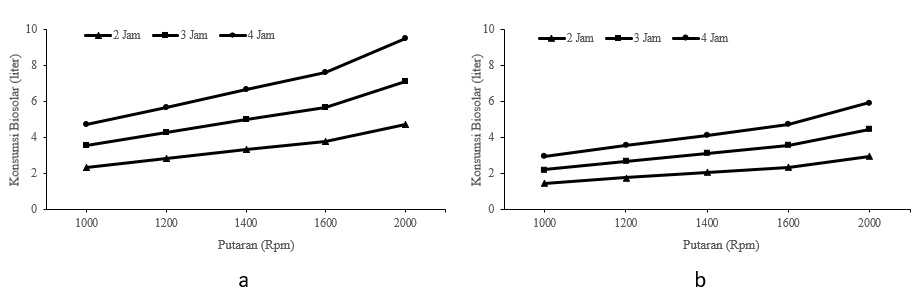 Konsumsi Biosolar (liter)
10
8
6
4
2
0
2 Jam 3 Jam 4 Jam
1000 1200 1400 1600 2000
Putaran (Rpm)
a
Konsumsi Biosolar (liter)
10
8
6
4
2
0
2 Jam 3 Jam 4 Jam
1000 1200 1400 1600 2000
Putaran (Rpm)
b